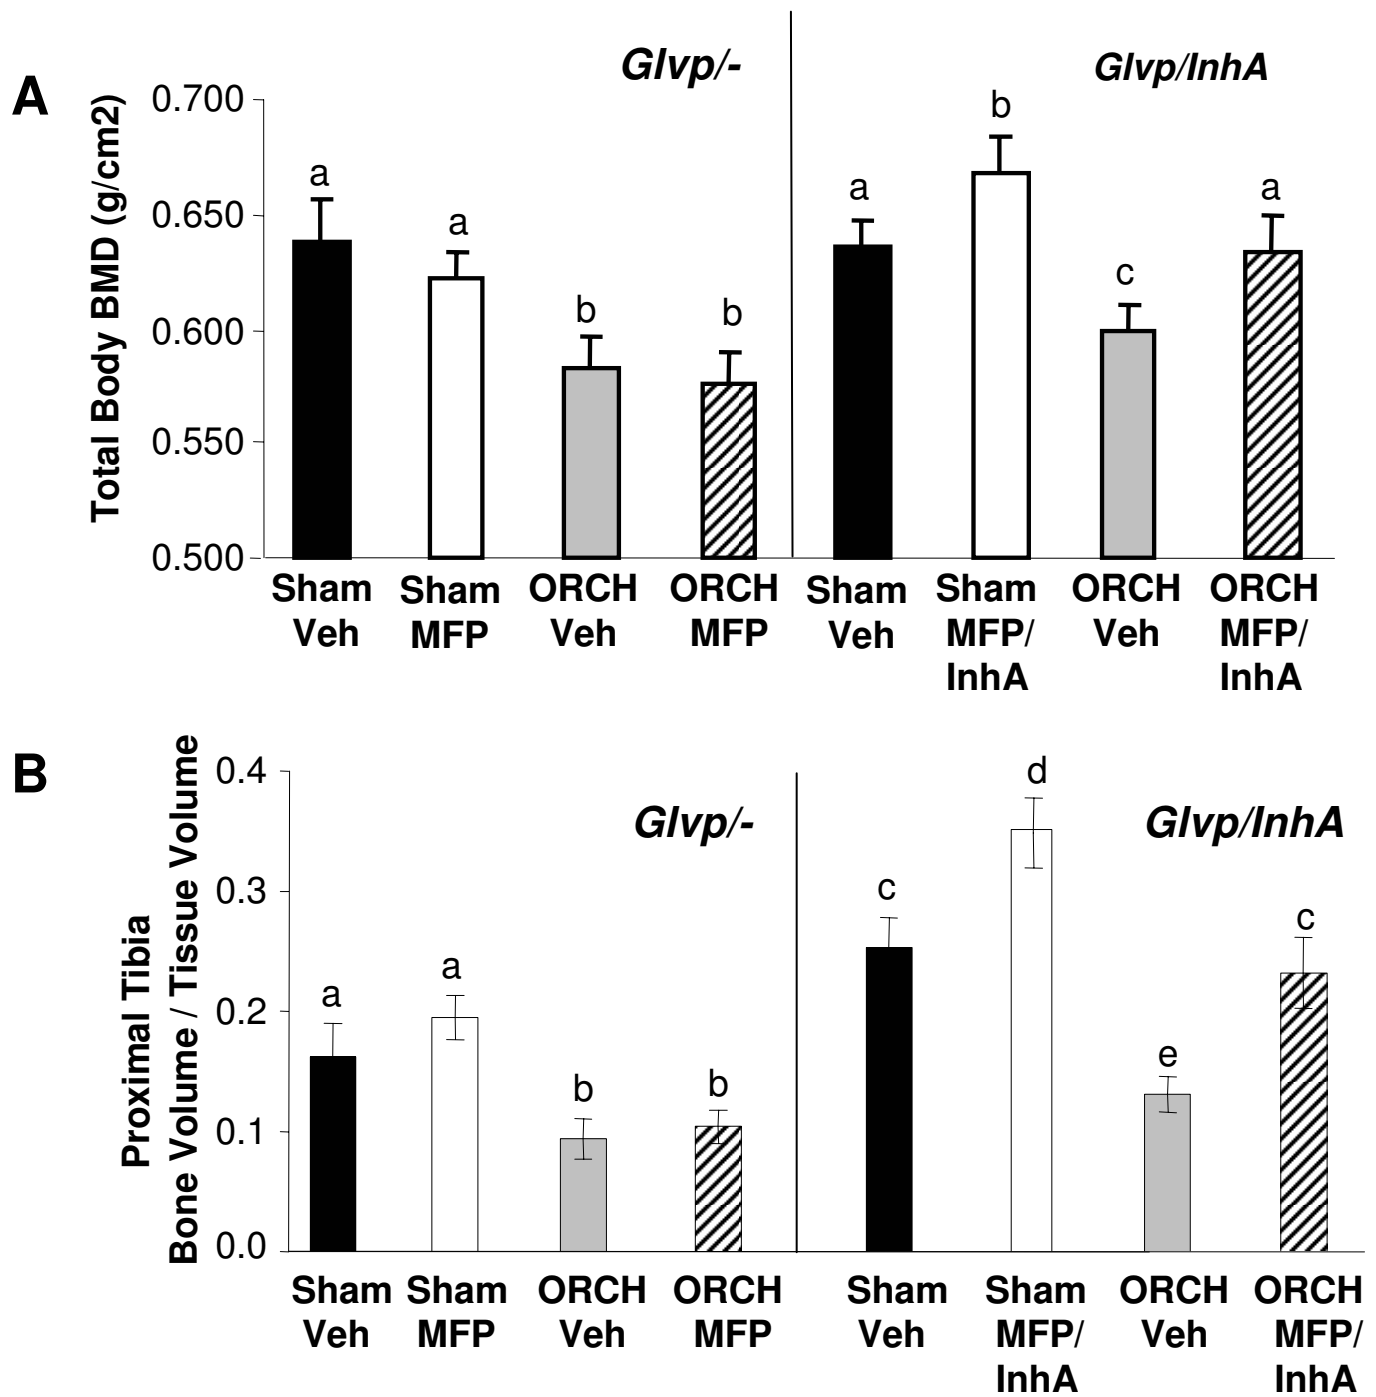 A
Total Body BMD (g/cm2)
Glvp/-
Glvp/InhA
0.700
0.650
0.600
0.550
0.500
a
a
b
b
a
b
c
a
Sham Sham ORCH ORCH Sham Sham ORCH ORCH
Veh MFP Veh MFP Veh MFP/ Veh MFP/
InhA InhA
B
Proximal Tibia
Bone Volume / Tissue Volume
Glvp/-
Glvp/InhA
0.4
0.3
0.2
0.1
0.0
a
a
b
b
c
d
e
c
Sham Sham ORCH ORCH Sham Sham ORCH ORCH
Veh MFP Veh MFP Veh MFP/ Veh MFP/
InhA InhA